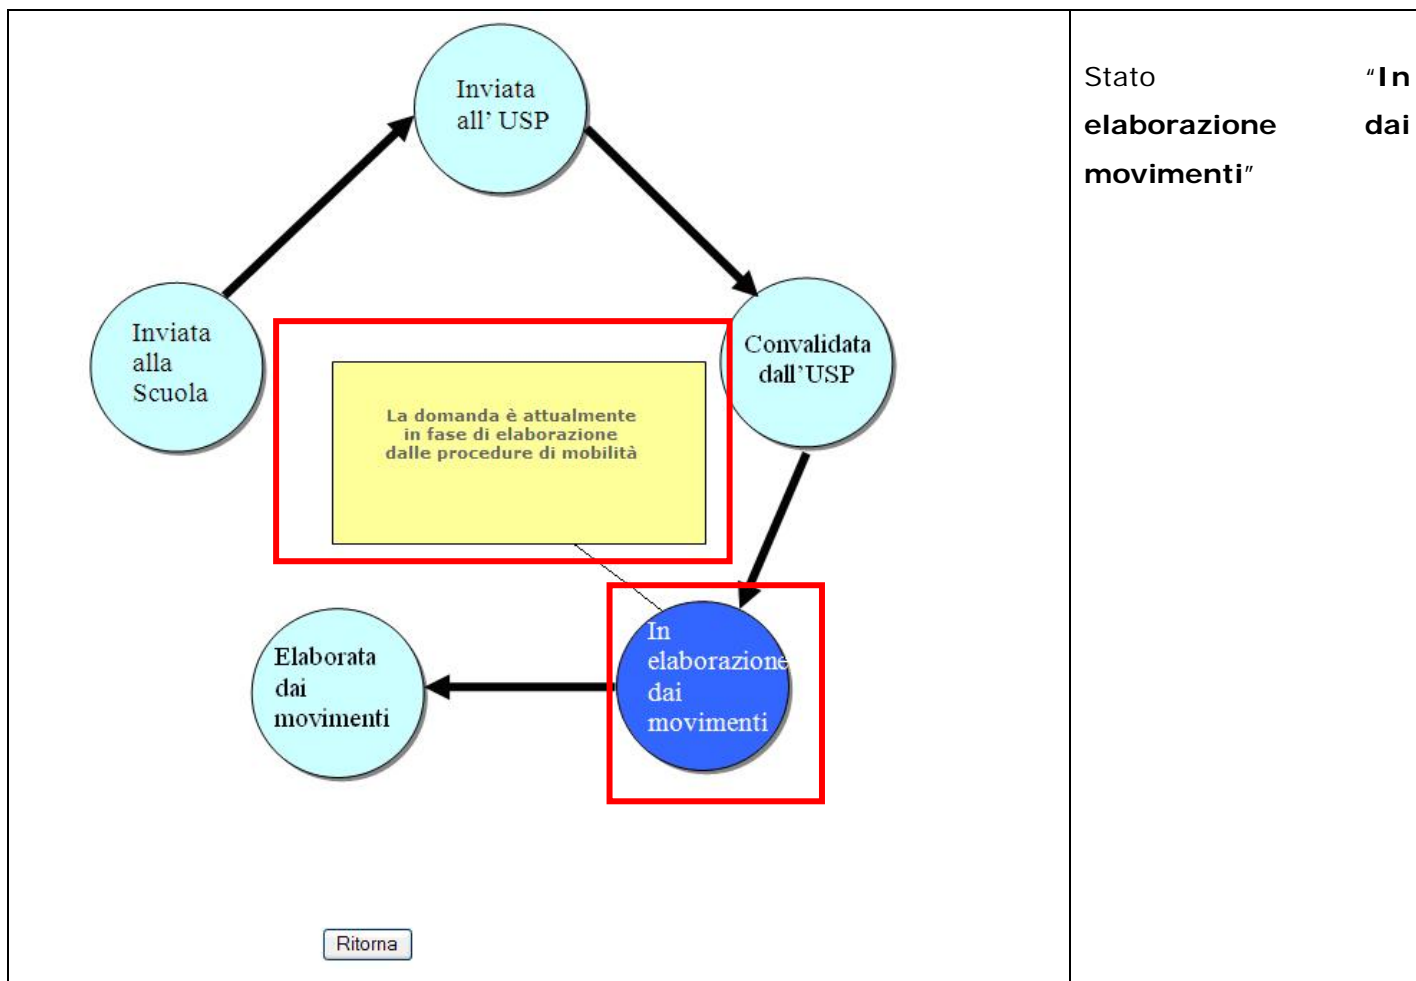 Inviata
all' USP
Inviata
alla
Scuola
Convalidata
dall'USP
La domanda è attualmente
in fase di elaborazione
dalle procedure di mobilità
In
elaborazione
dai
movimenti
Elaborata
dai
movimenti
Ritorna
Stato "In
elaborazione dai
movimenti"